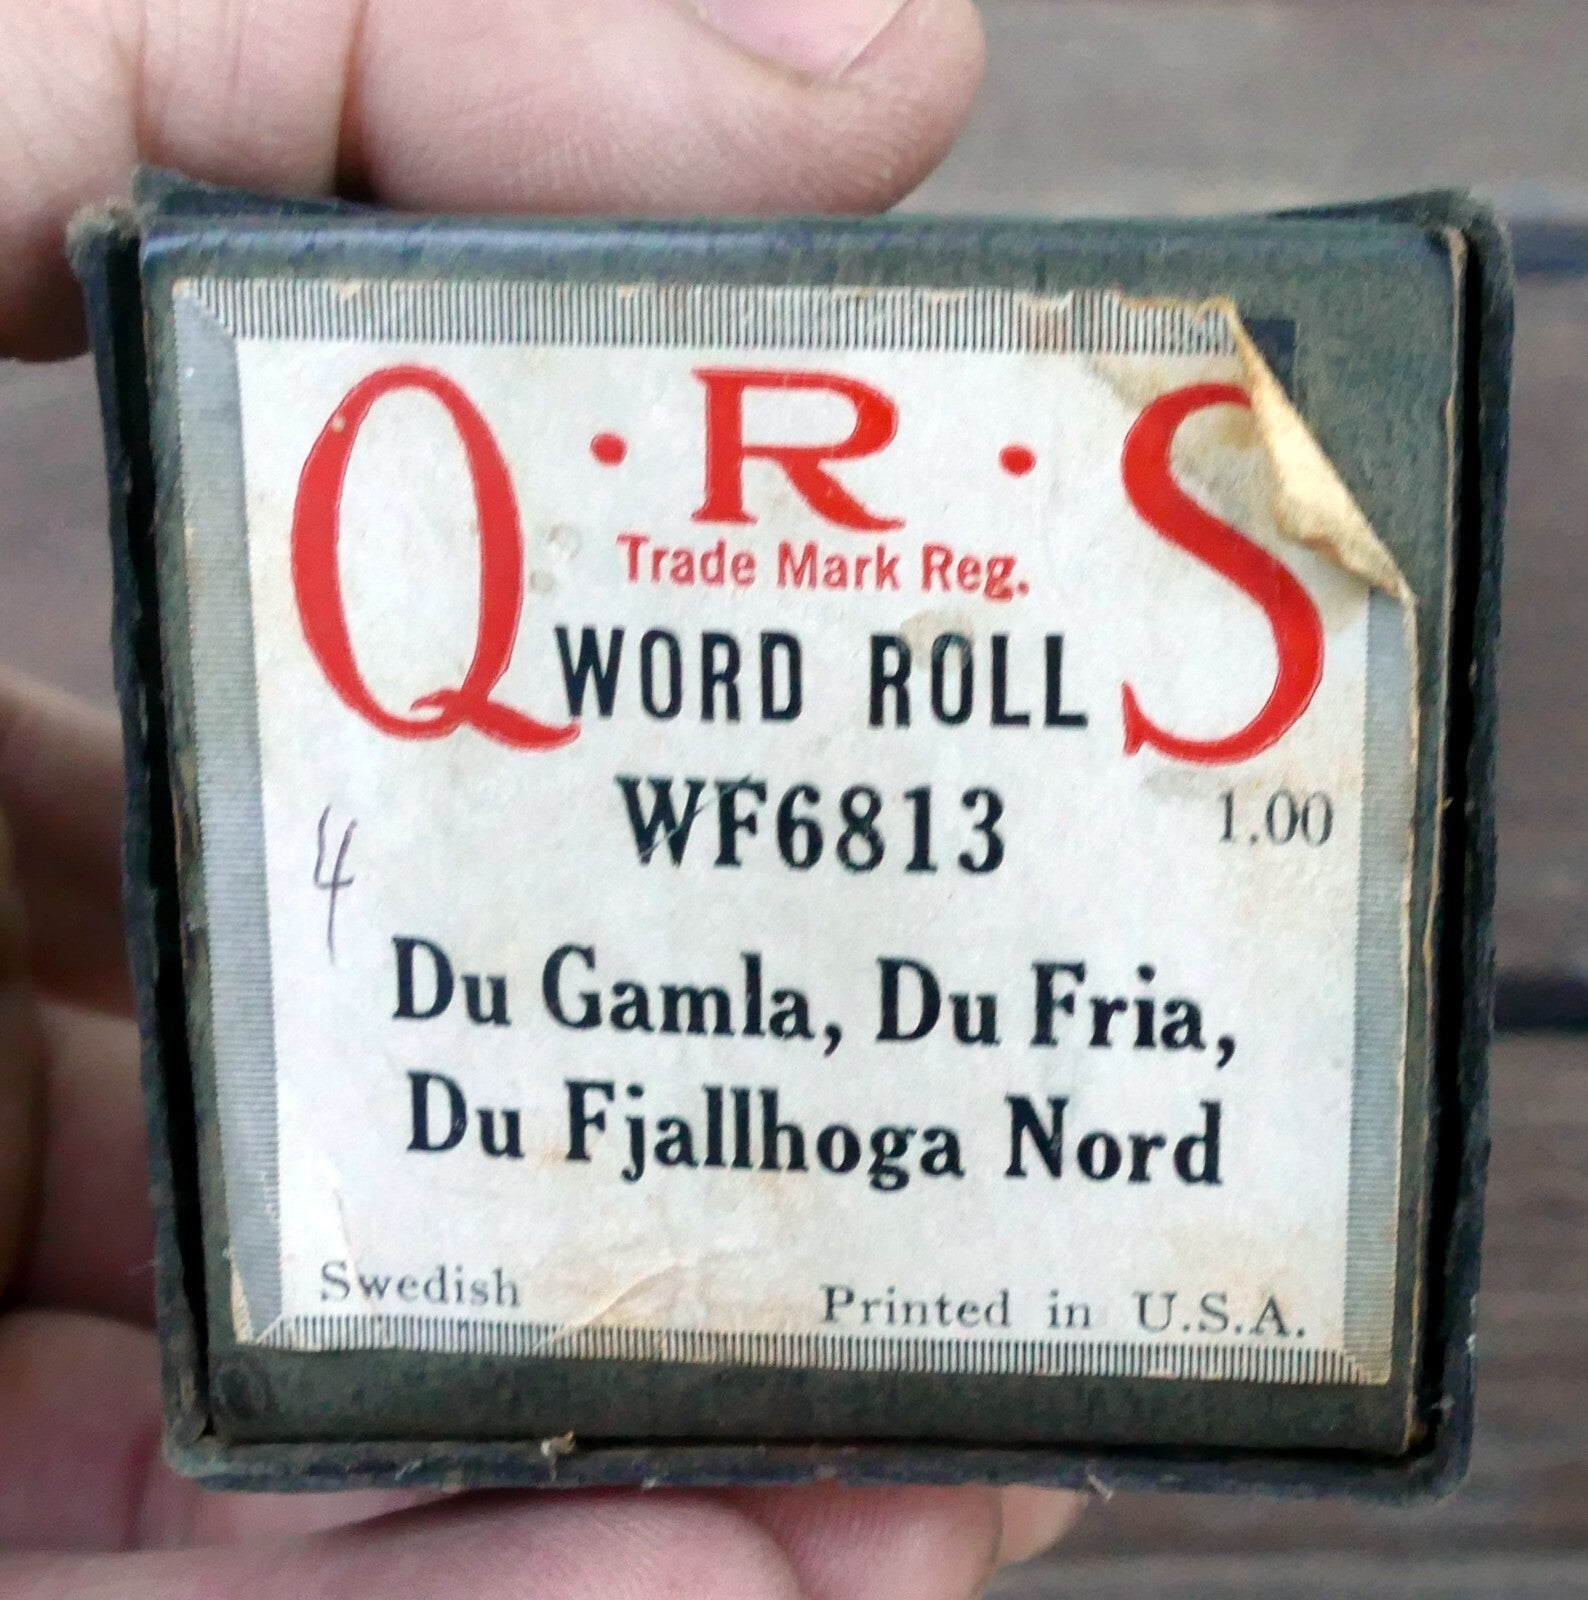 Q·R·S
Trade Mark Reg.
WORD ROLL
WF6813
1.00
4
Du Gamla, Du Fria,
Du Fjallhoga Nord
Swedish
Printed in U.S.A.